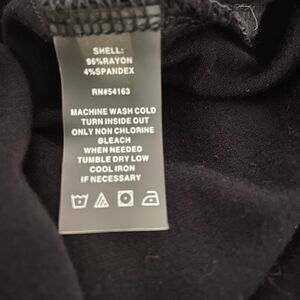 SHELL:
96%RAYON
4%SPANDEX
RN#54163
MACHINE WASH COLD
TURN INSIDE OUT
ONLY NON CHLORINE
BLEACH
WHEN NEEDED
TUMBLE DRY LOW
COOL IRON
IF NECESSARY